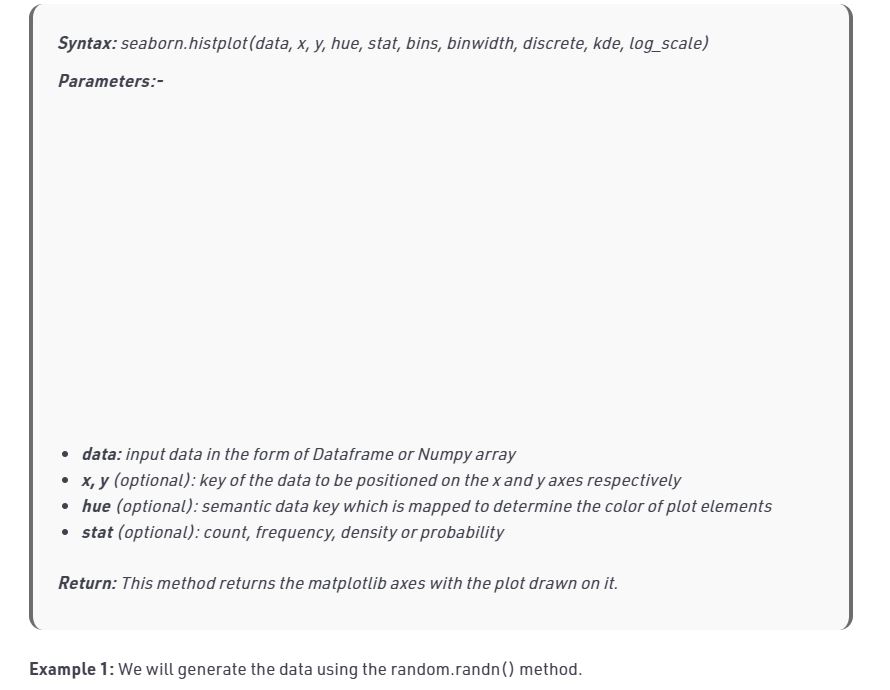 Syntax: seaborn.histplot(data, x, y, hue, stat, bins, binwidth, discrete, kde, log_scale)
Parameters:-
• data: input data in the form of Dataframe or Numpy array
• x, y (optional): key of the data to be positioned on the x and y axes respectively
• hue (optional): semantic data key which is mapped to determine the color of plot elements
• stat (optional): count, frequency, density or probability
Return: This method returns the matplotlib axes with the plot drawn on it.
Example 1: We will generate the data using the random.randn() method.